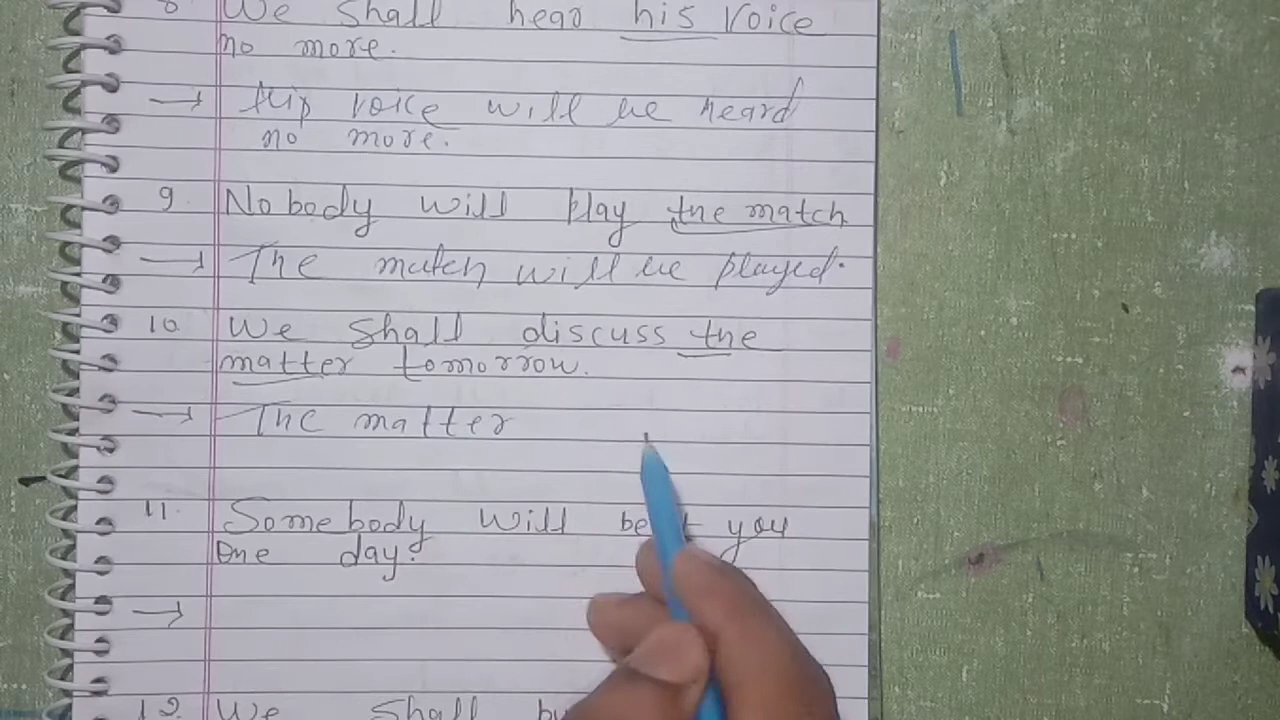 8 We shall hear his voice
no more.
→ His voice will be heard
no more.
9. Nobody will play the match
→ The match will be played.
10. We shall discuss the
matter tomorrow.
→ The matter
11. Somebody will you
one day.
→
12. We shall